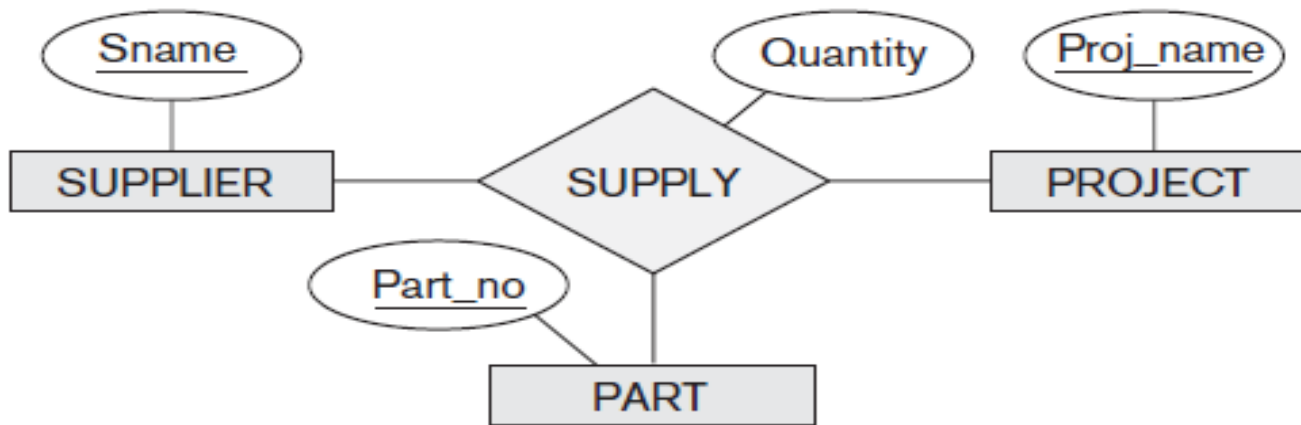 Sname
Quantity
Proj_name
SUPPLIER
SUPPLY
PROJECT
Part_no
PART